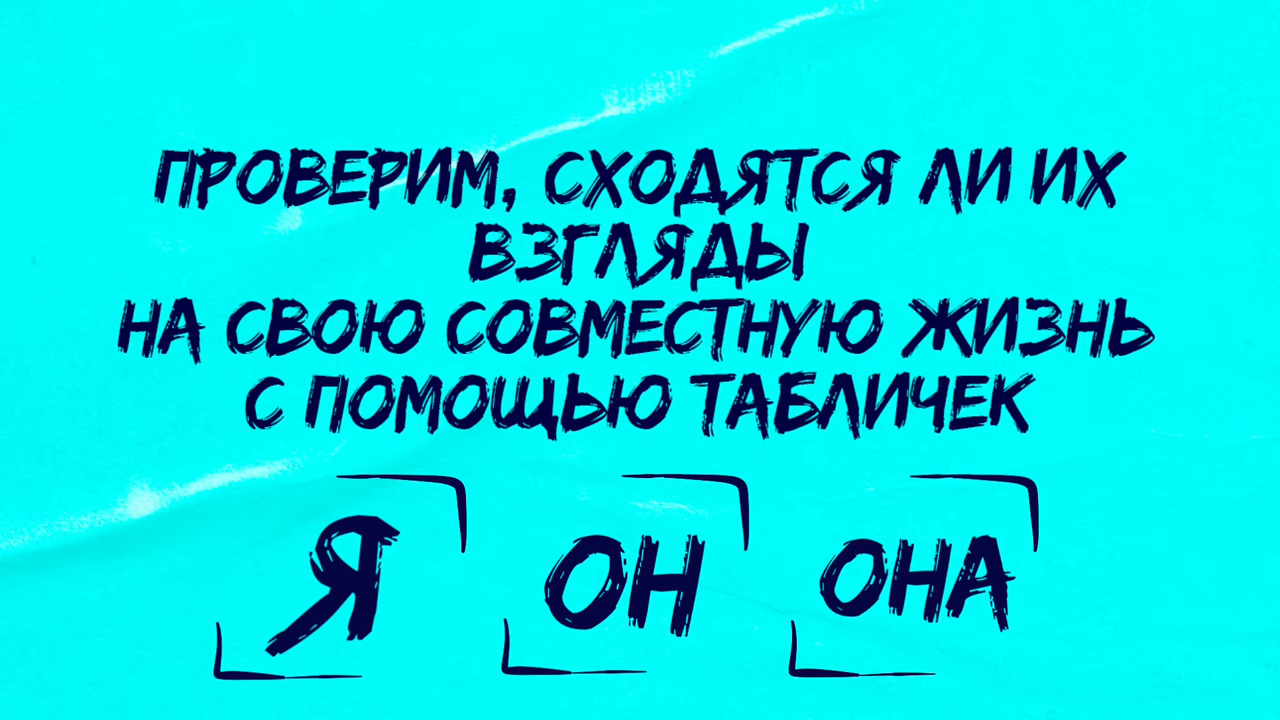 ПРОВЕРИМ, СХОДЯТСЯ ЛИ ИХ
ВЗГЛЯДЫ
НА СВОЮ СОВМЕСТНУЮ ЖИЗНЬ
С ПОМОЩЬЮ ТАБЛИЧЕК
Я ОН ОНА